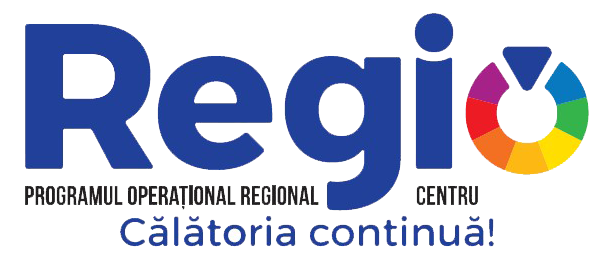 Regio
PROGRAMUL OPERAȚIONAL REGIONAL CENTRU
Călătoria continuă!